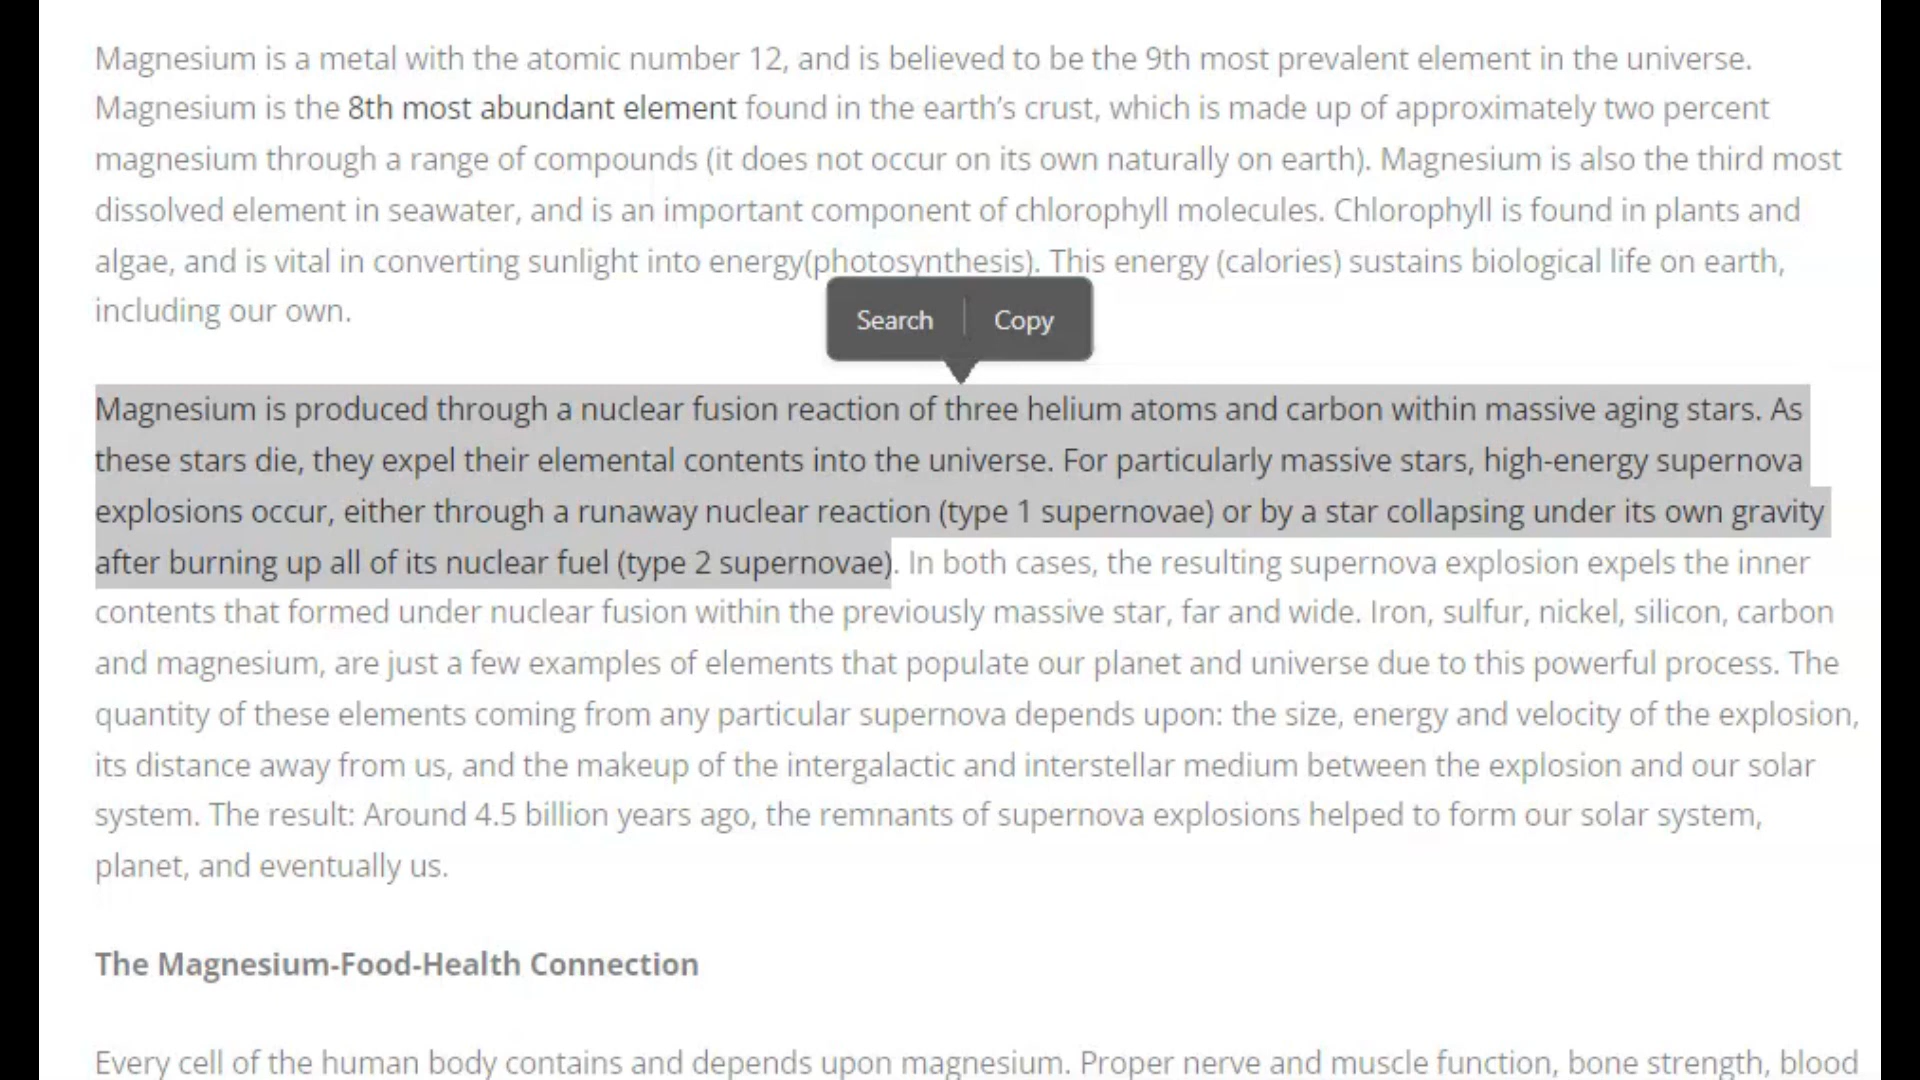 Magnesium is a metal with the atomic number 12, and is believed to be the 9th most prevalent element in the universe.
Magnesium is the 8th most abundant element found in the earth’s crust, which is made up of approximately two percent
magnesium through a range of compounds (it does not occur on its own naturally on earth). Magnesium is also the third most
dissolved element in seawater, and is an important component of chlorophyll molecules. Chlorophyll is found in plants and
algae, and is vital in converting sunlight into energy(photosynthesis). This energy (calories) sustains biological life on earth,
including our own.
Search Copy
Magnesium is produced through a nuclear fusion reaction of three helium atoms and carbon within massive aging stars. As
these stars die, they expel their elemental contents into the universe. For particularly massive stars, high-energy supernova
explosions occur, either through a runaway nuclear reaction (type 1 supernovae) or by a star collapsing under its own gravity
after burning up all of its nuclear fuel (type 2 supernovae). In both cases, the resulting supernova explosion expels the inner
contents that formed under nuclear fusion within the previously massive star, far and wide. Iron, sulfur, nickel, silicon, carbon
and magnesium, are just a few examples of elements that populate our planet and universe due to this powerful process. The
quantity of these elements coming from any particular supernova depends upon: the size, energy and velocity of the explosion,
its distance away from us, and the makeup of the intergalactic and interstellar medium between the explosion and our solar
system. The result: Around 4.5 billion years ago, the remnants of supernova explosions helped to form our solar system,
planet, and eventually us.
The Magnesium-Food-Health Connection
Every cell of the human body contains and depends upon magnesium. Proper nerve and muscle function, bone strength, blood